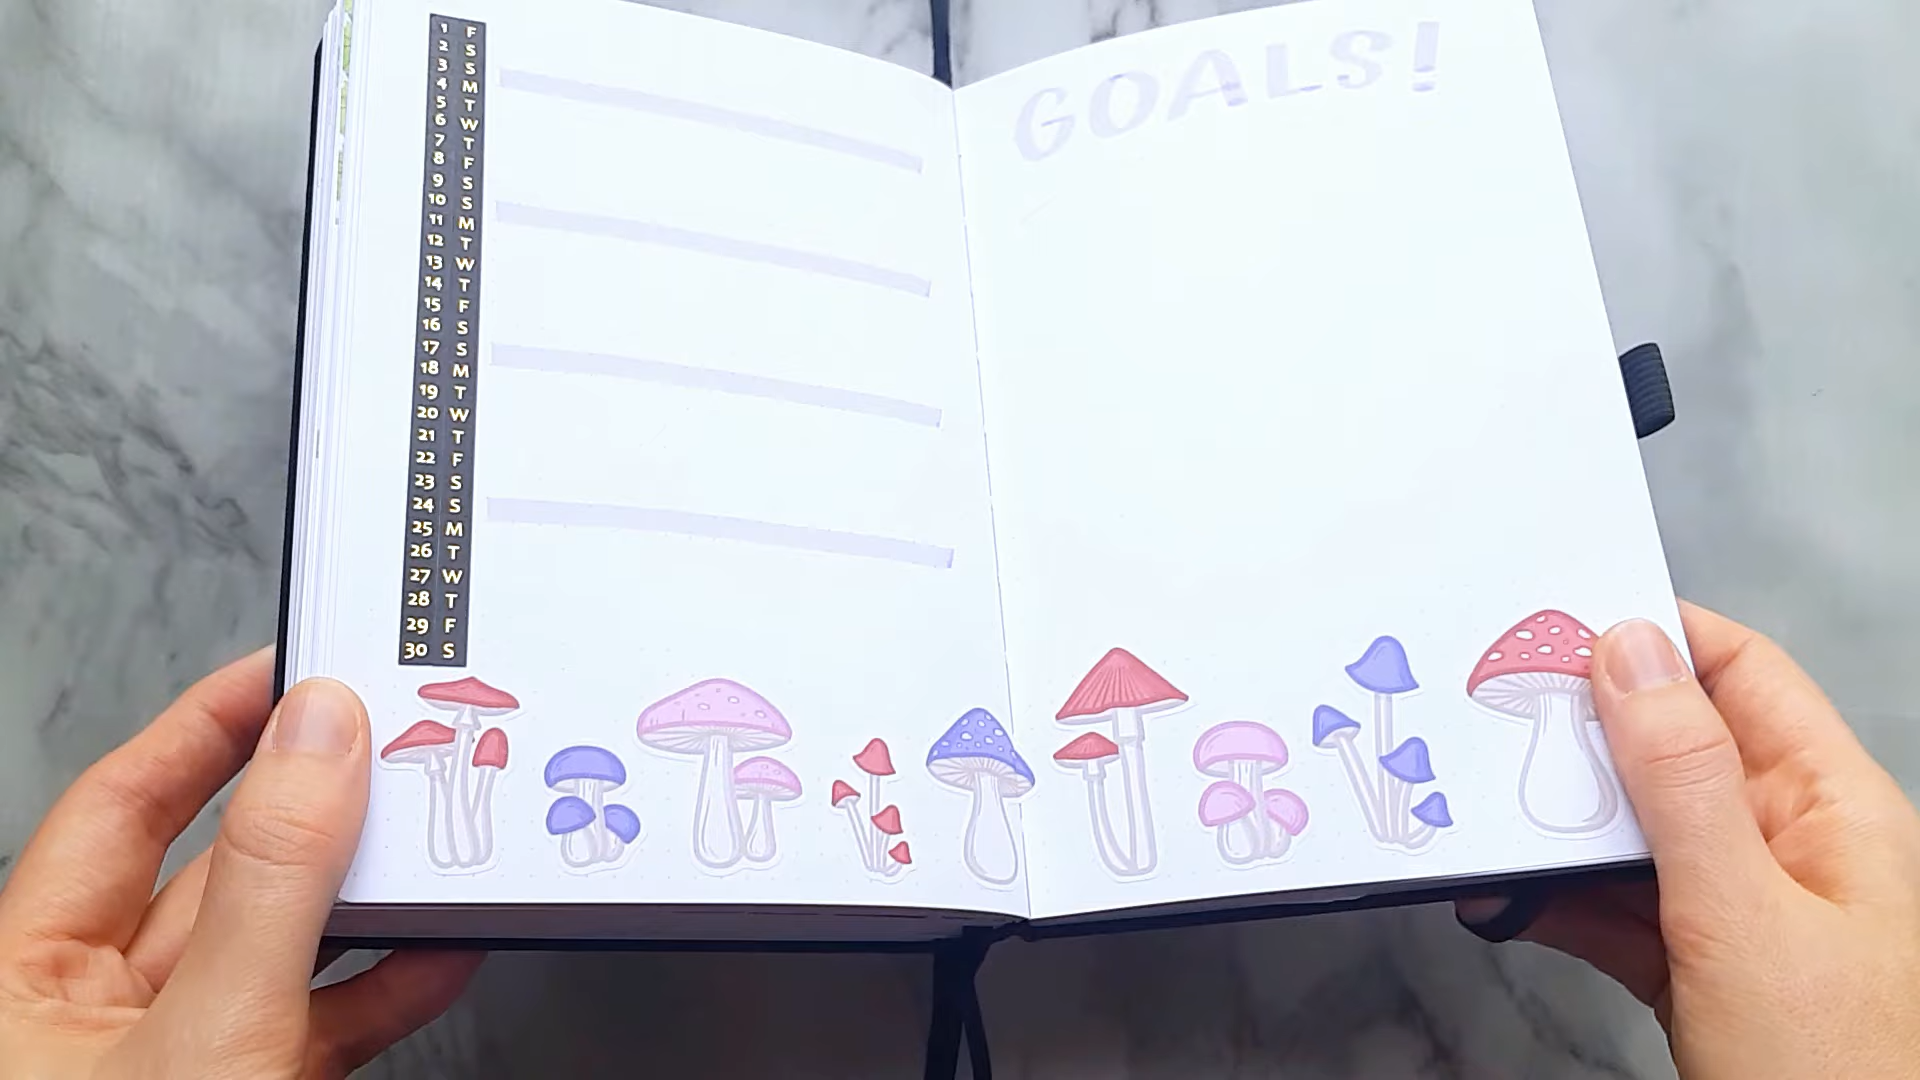 1 F
2 S
3 S
4 M
5 T
6 W
7 T
8 F
9 S
10 S
11 M
12 T
13 W
14 T
15 F
16 S
17 S
18 M
19 T
20 W
21 T
22 F
23 S
24 S
25 M
26 T
27 W
28 T
29 F
30 S
GOALS!